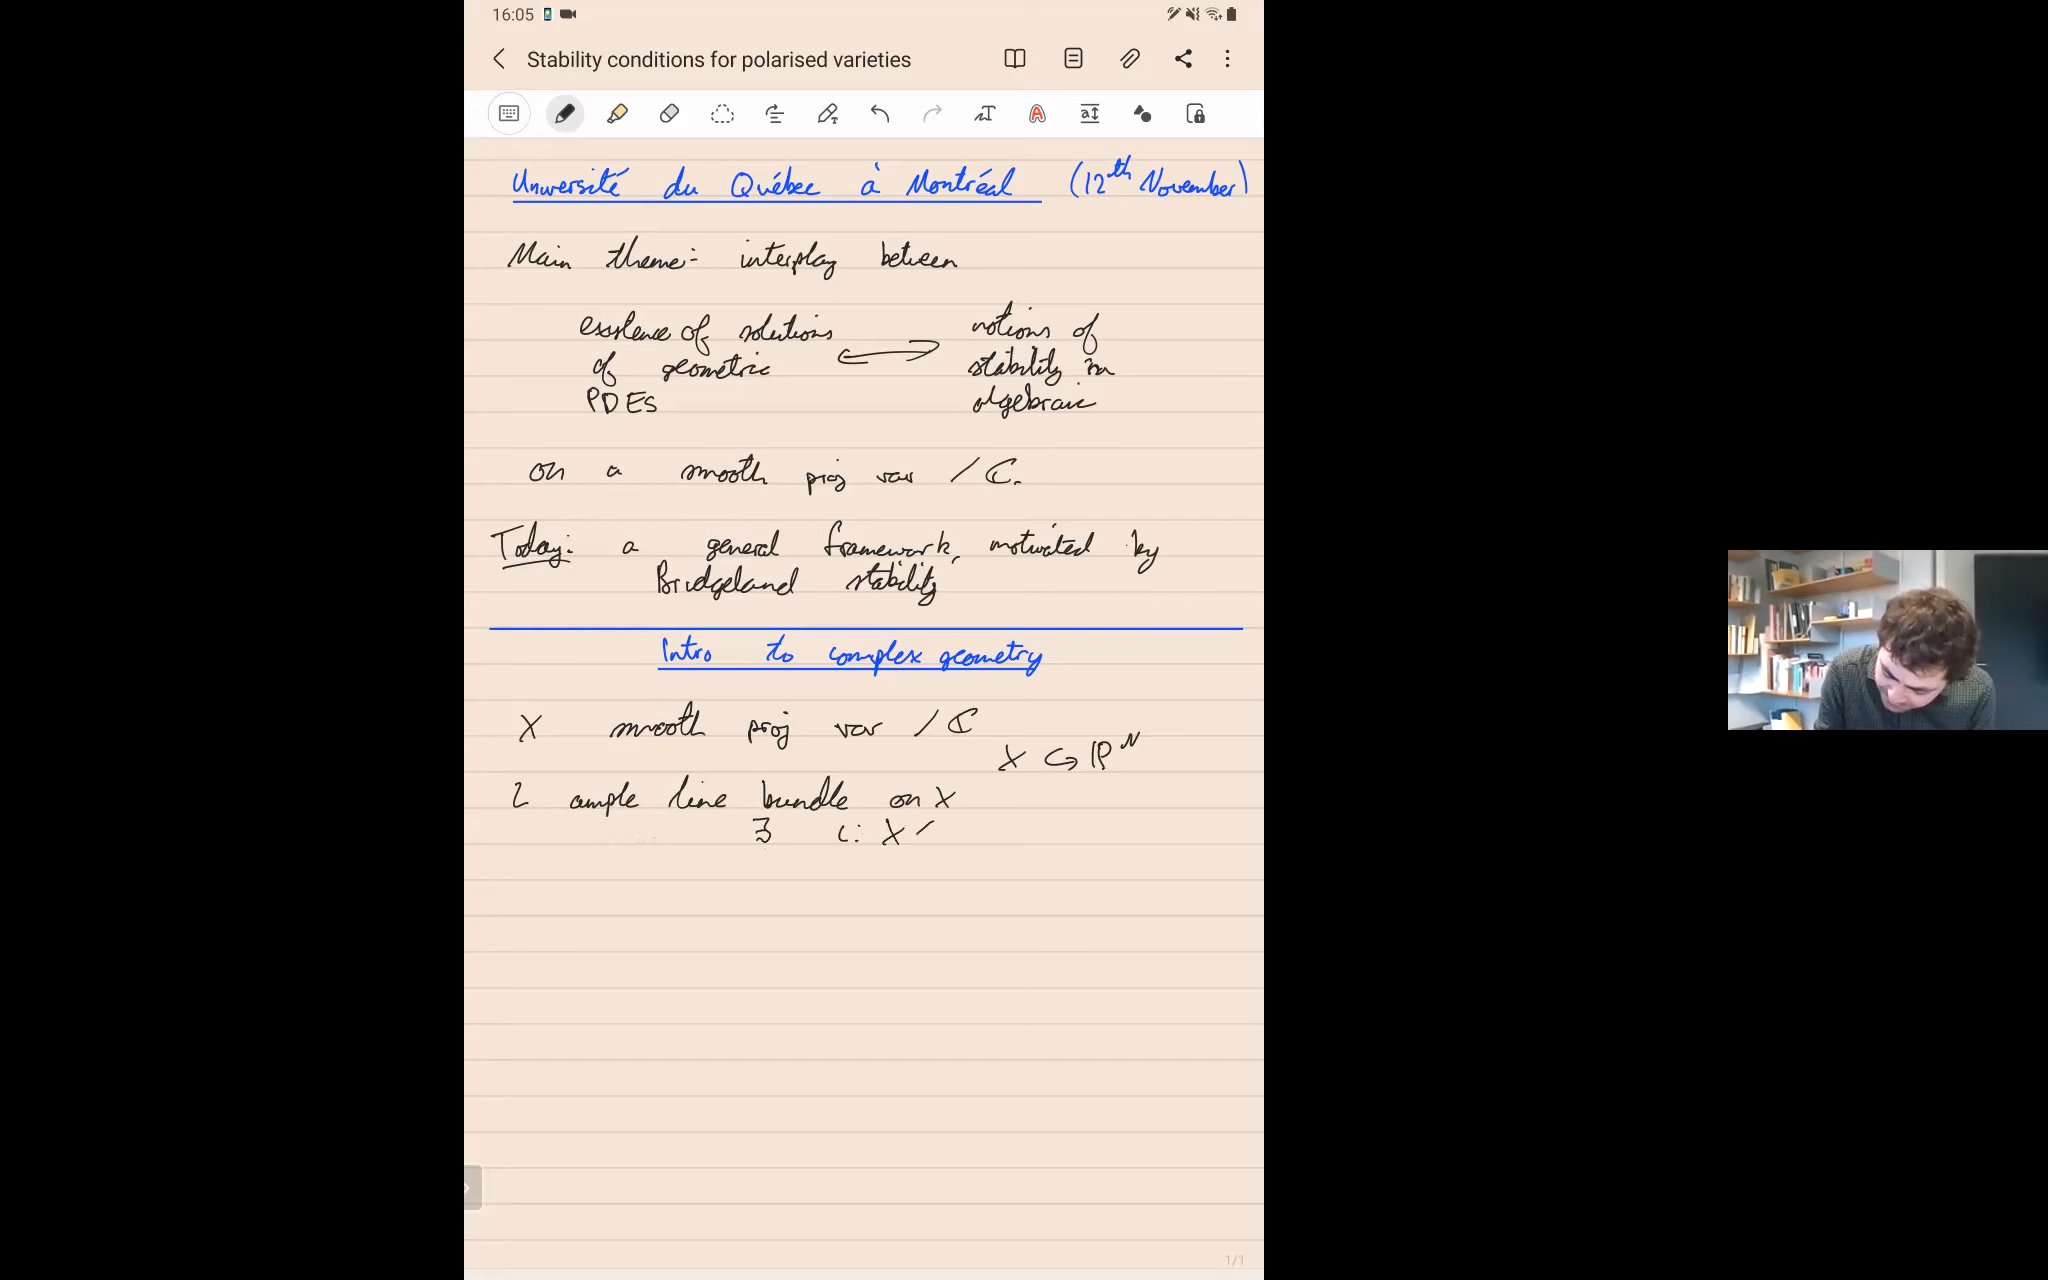 16:05
Stability conditions for polarised varieties
Université du Québec à Montréal (12th November)
Main theme:- interplay between
existence of solutions of geometric PDEs ⟷ notions of stability in algebraic
on a smooth proj var / ℂ.
Today: a general framework, motivated by
Bridgeland stability
Intro to complex geometry
X smooth proj var / ℂ
X ↪ ℙᴺ
L ample line bundle on X
∃ i: X
1/1